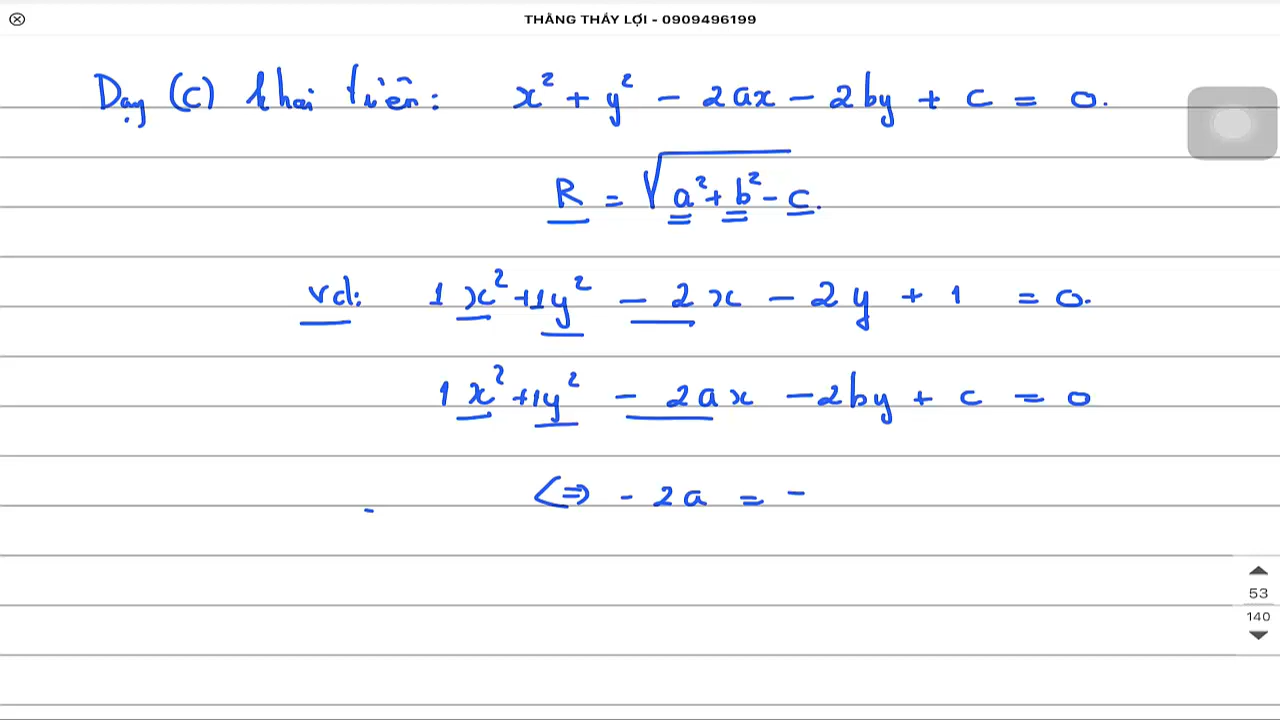 THẦNG THẦY LỢI - 0909496199
Dạng (C) khai triển: x² + y² - 2ax - 2by + c = 0.
R = √(a² + b² - c).
vd: 1x² + 1y² - 2x - 2y + 1 = 0.
1x² + 1y² - 2ax - 2by + c = 0
<=> - 2a = -
53
140